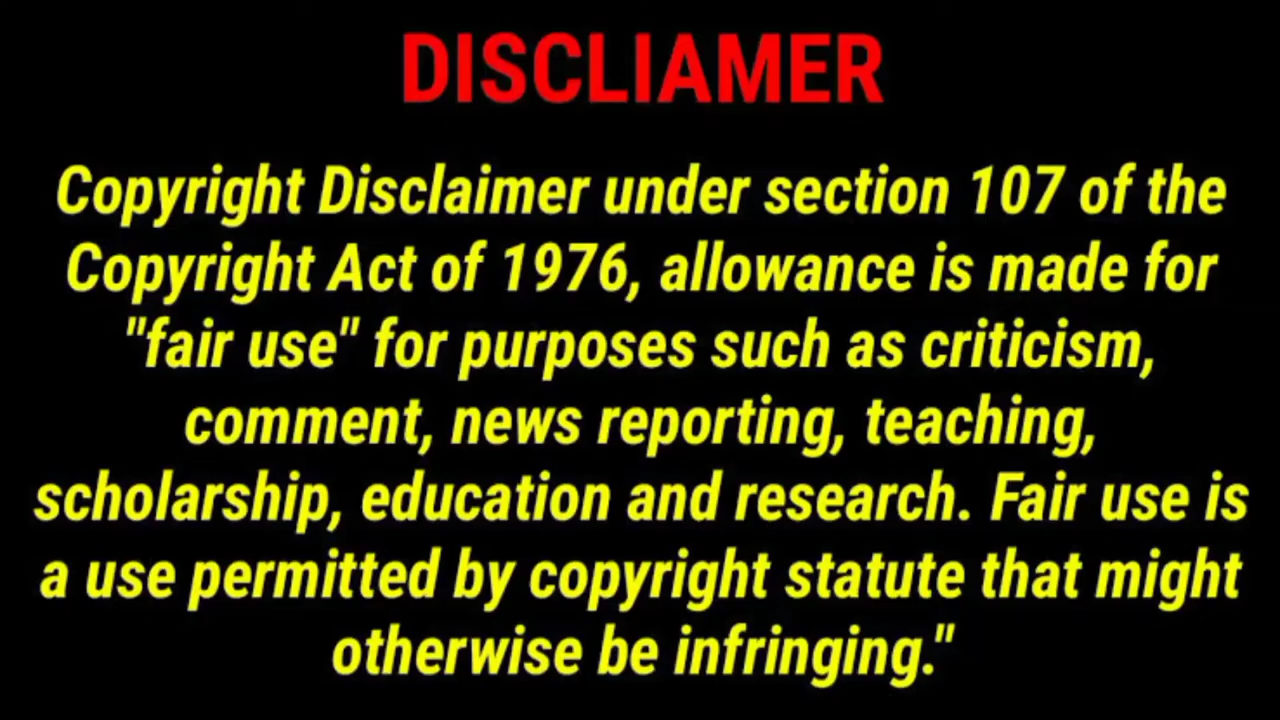 DISCLIAMER
Copyright Disclaimer under section 107 of the
Copyright Act of 1976, allowance is made for
"fair use" for purposes such as criticism,
comment, news reporting, teaching,
scholarship, education and research. Fair use is
a use permitted by copyright statute that might
otherwise be infringing."